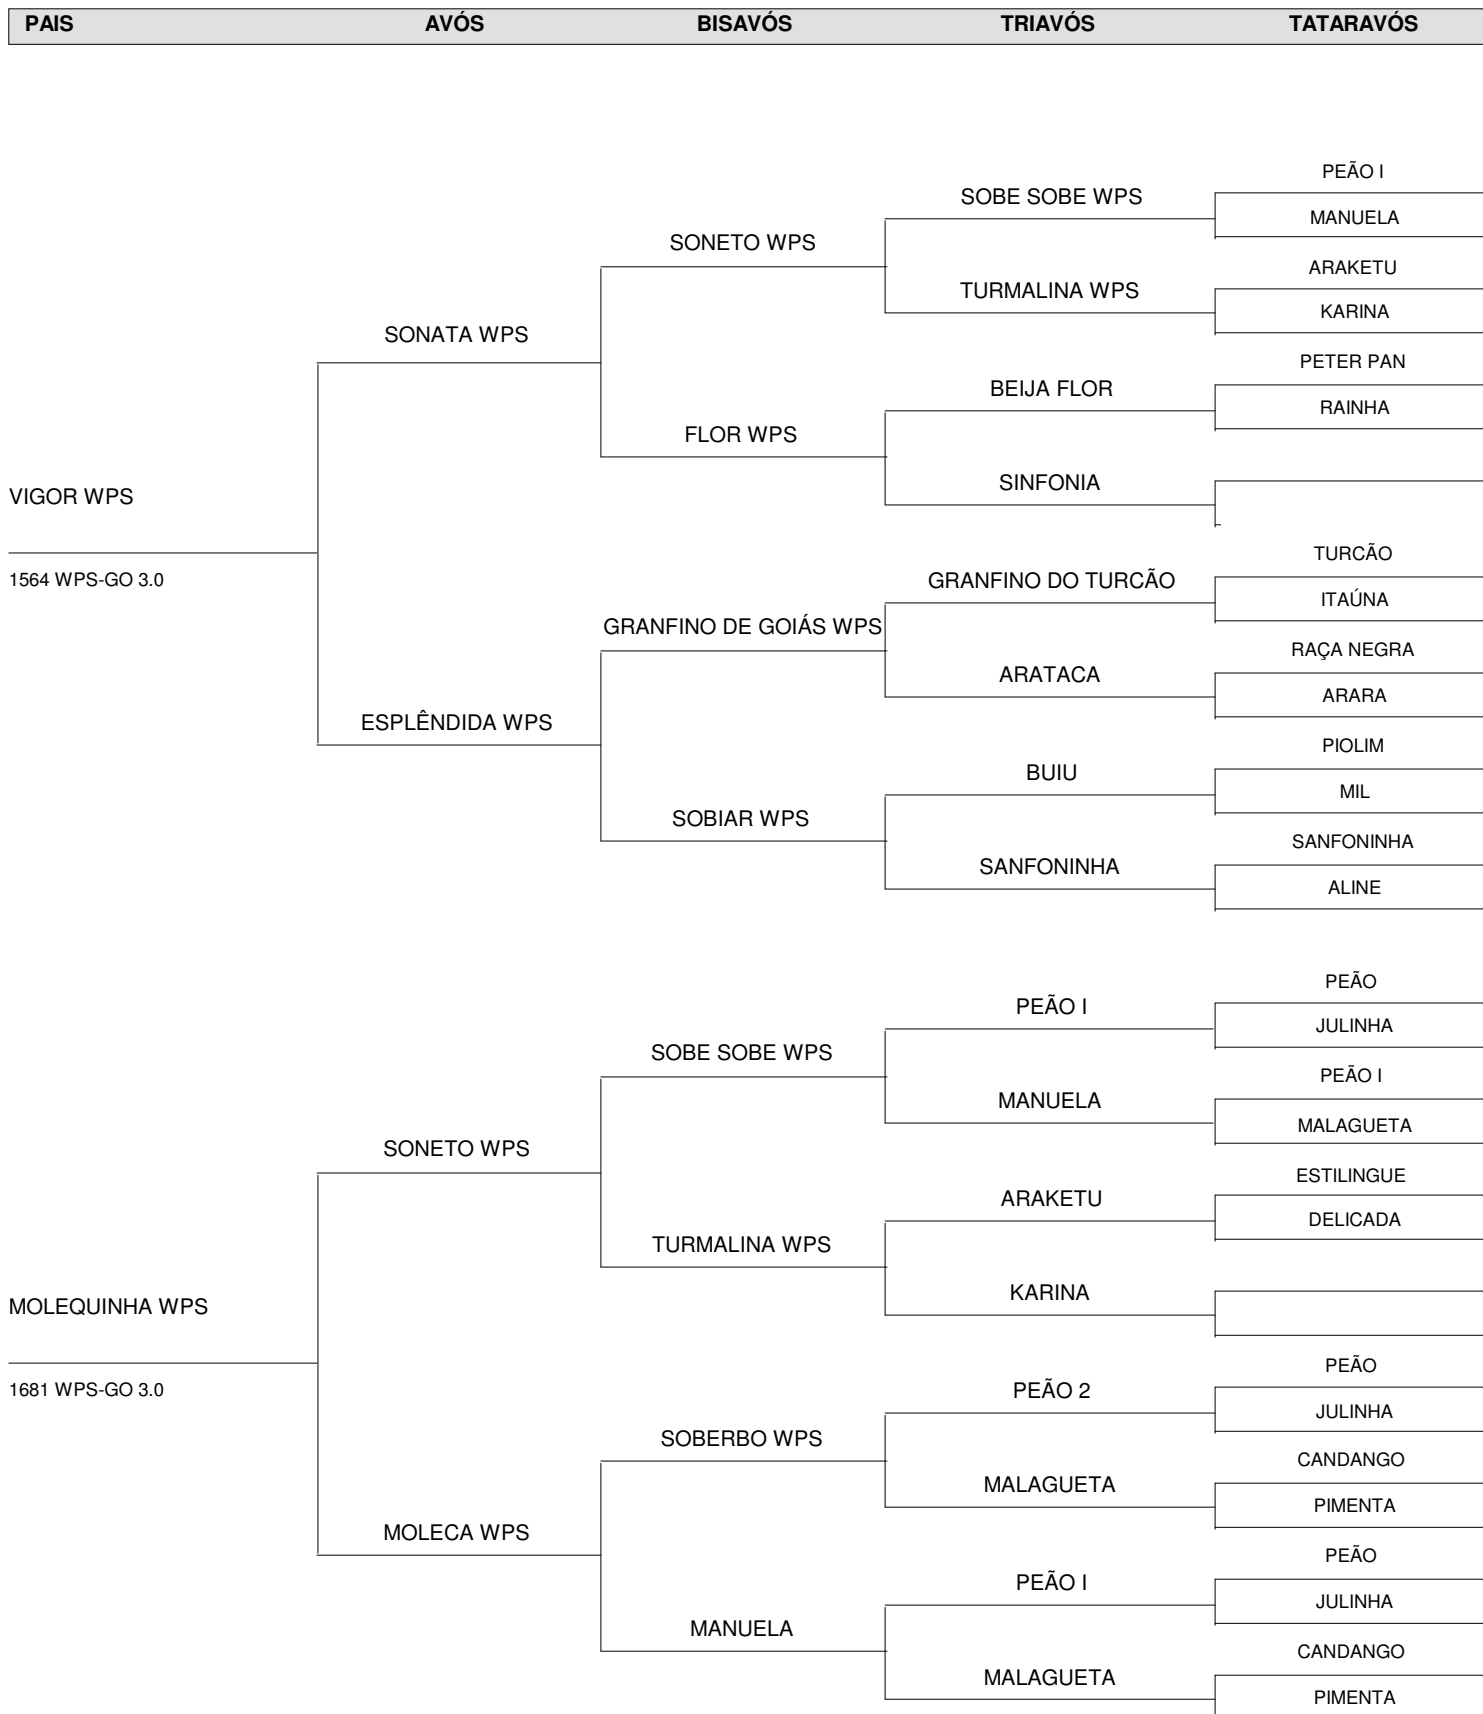 PAIS AVÓS BISAVÓS TRIAVÓS TATARAVÓS
PEÃO I
SOBE SOBE WPS
MANUELA
SONETO WPS
ARAKETU
TURMALINA WPS
KARINA
SONATA WPS
PETER PAN
BEIJA FLOR
RAINHA
FLOR WPS
SINFONIA
VIGOR WPS
TURCÃO
1564 WPS-GO 3.0
GRANFINO DO TURCÃO
ITAÚNA
GRANFINO DE GOIÁS WPS
RAÇA NEGRA
ARATACA
ARARA
ESPLÊNDIDA WPS
PIOLIM
BUIU
MIL
SOBIAR WPS
SANFONINHA
SANFONINHA
ALINE
PEÃO
PEÃO I
JULINHA
SOBE SOBE WPS
PEÃO I
MANUELA
MALAGUETA
SONETO WPS
ESTILINGUE
ARAKETU
DELICADA
TURMALINA WPS
KARINA
MOLEQUINHA WPS
PEÃO
1681 WPS-GO 3.0
PEÃO 2
JULINHA
SOBERBO WPS
CANDANGO
MALAGUETA
PIMENTA
MOLECA WPS
PEÃO
PEÃO I
JULINHA
MANUELA
CANDANGO
MALAGUETA
PIMENTA